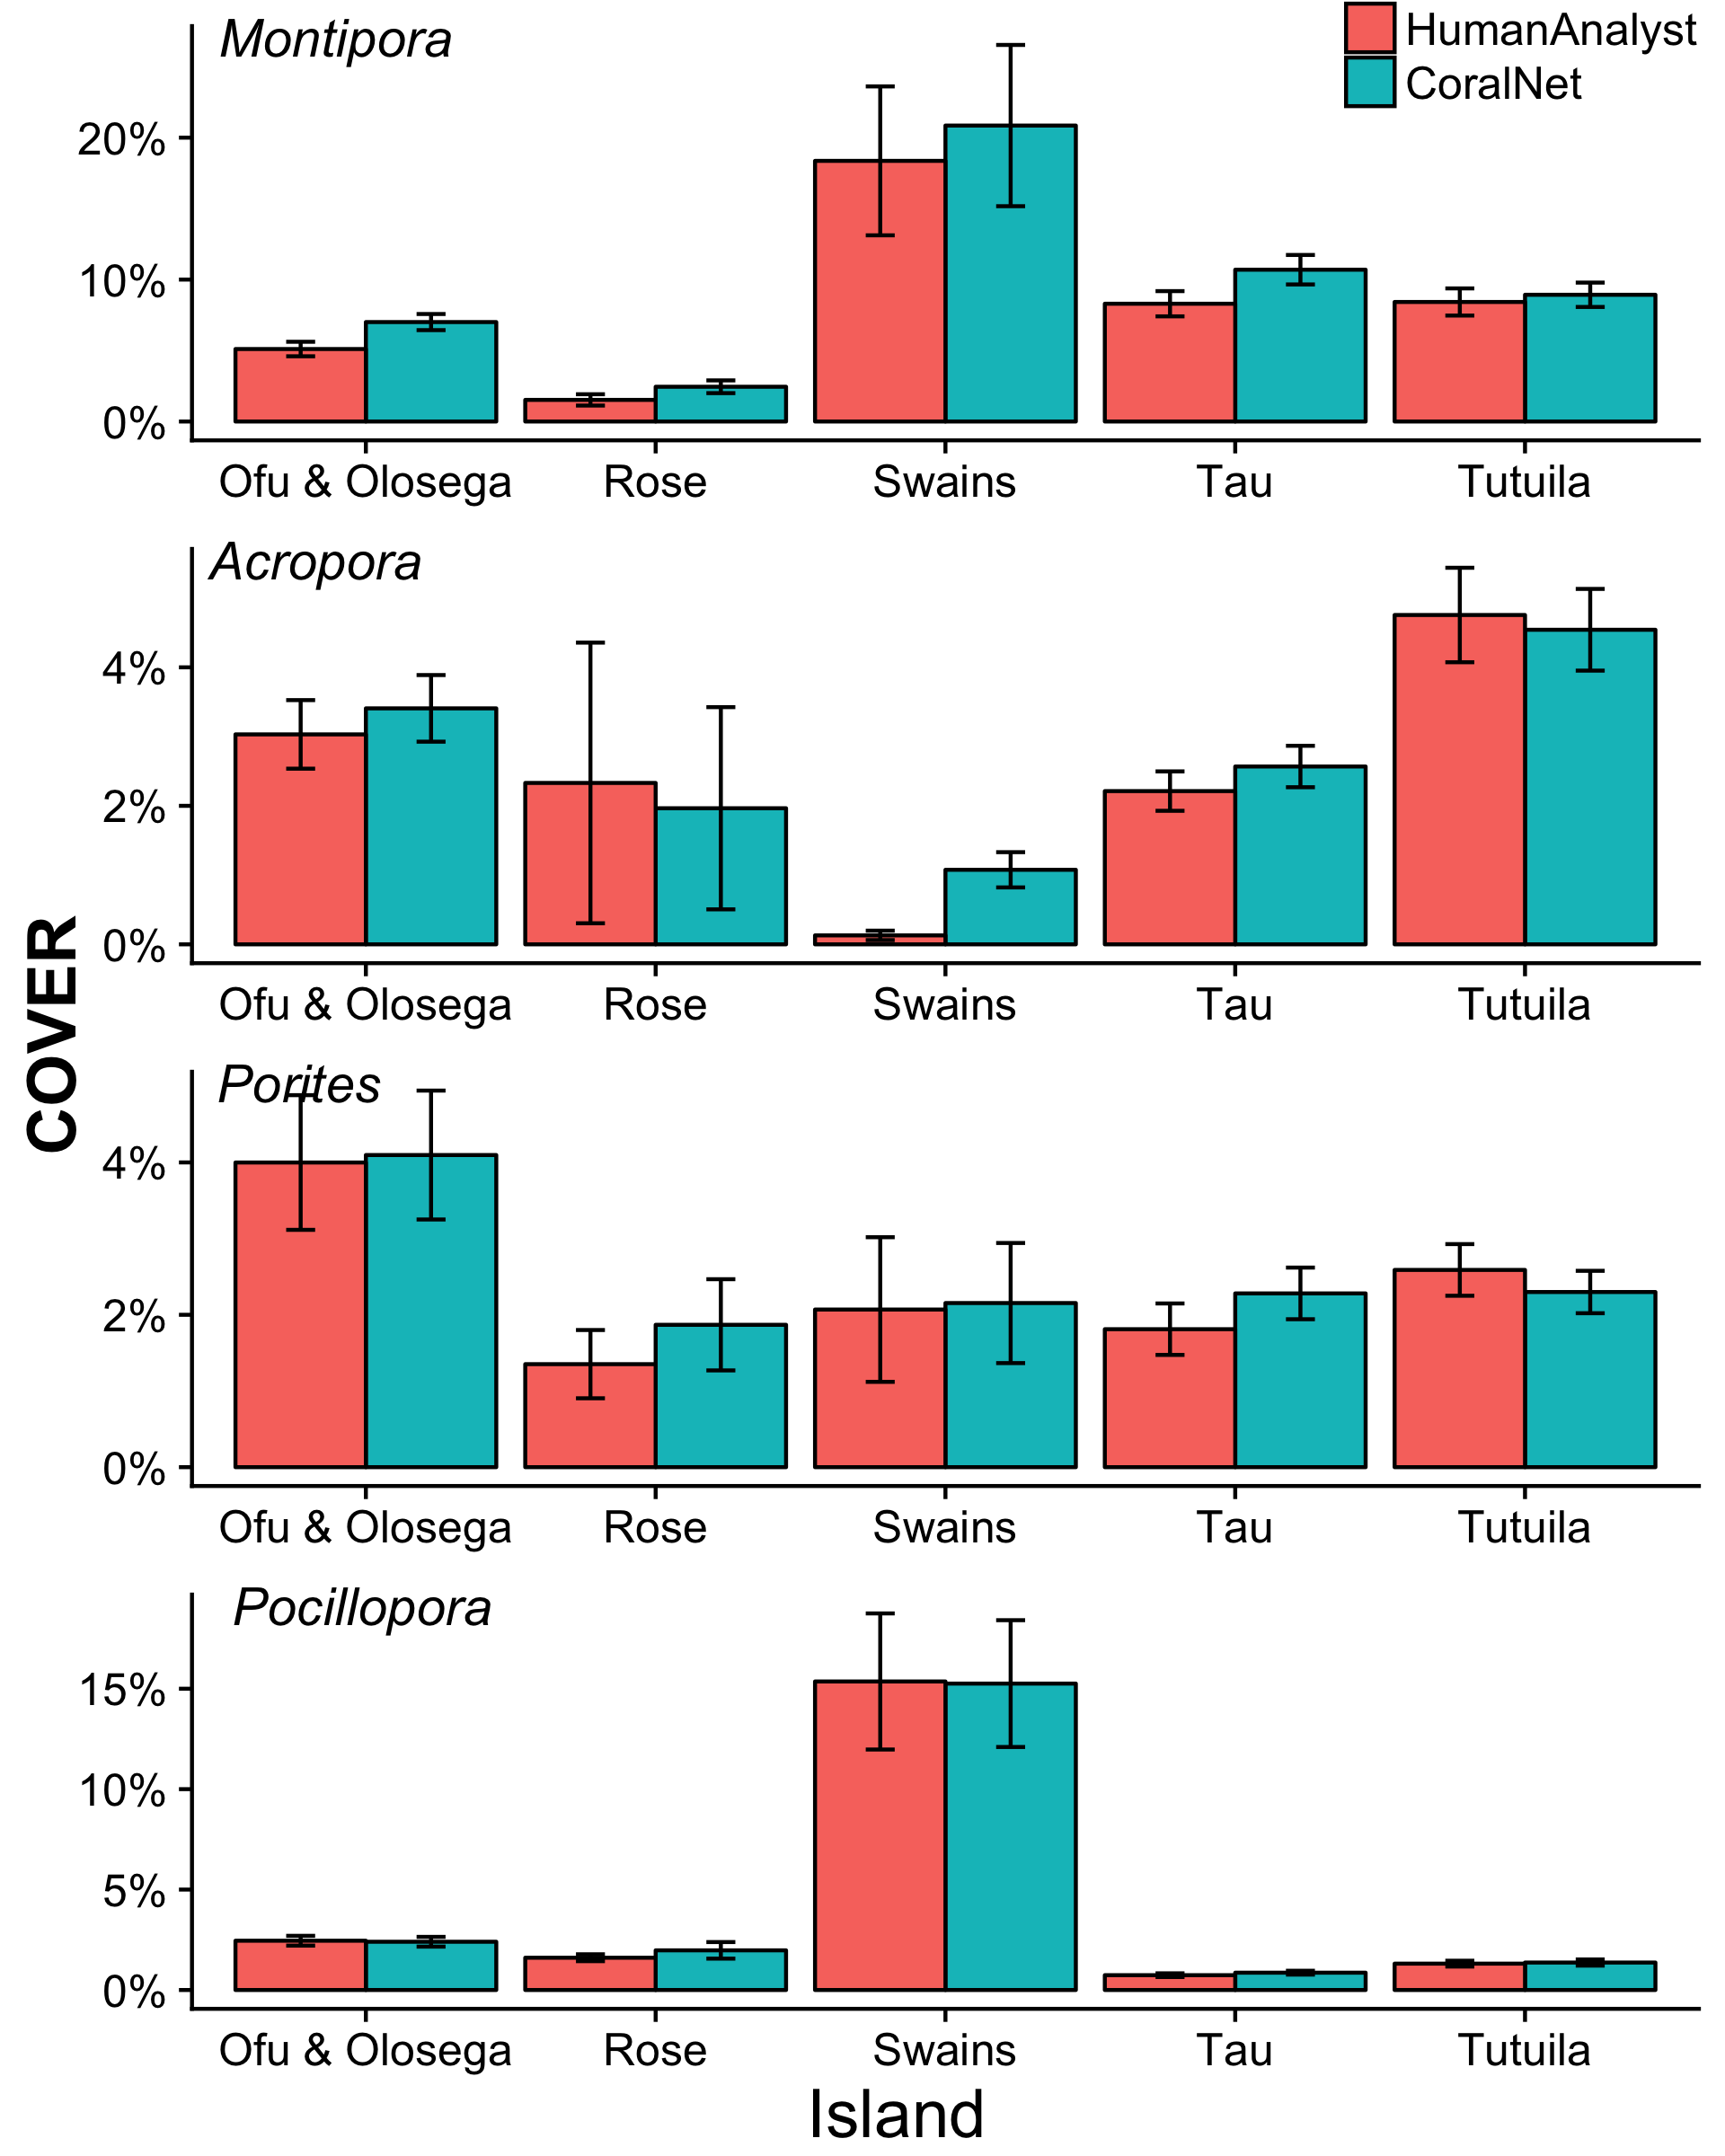 Montipora
HumanAnalyst
CoralNet
20%
10%
0%
Ofu & Olosega Rose Swains Tau Tutuila
Acropora
4%
2%
0%
Ofu & Olosega Rose Swains Tau Tutuila
COVER
Porites
4%
2%
0%
Ofu & Olosega Rose Swains Tau Tutuila
Pocillopora
15%
10%
5%
0%
Ofu & Olosega Rose Swains Tau Tutuila
Island